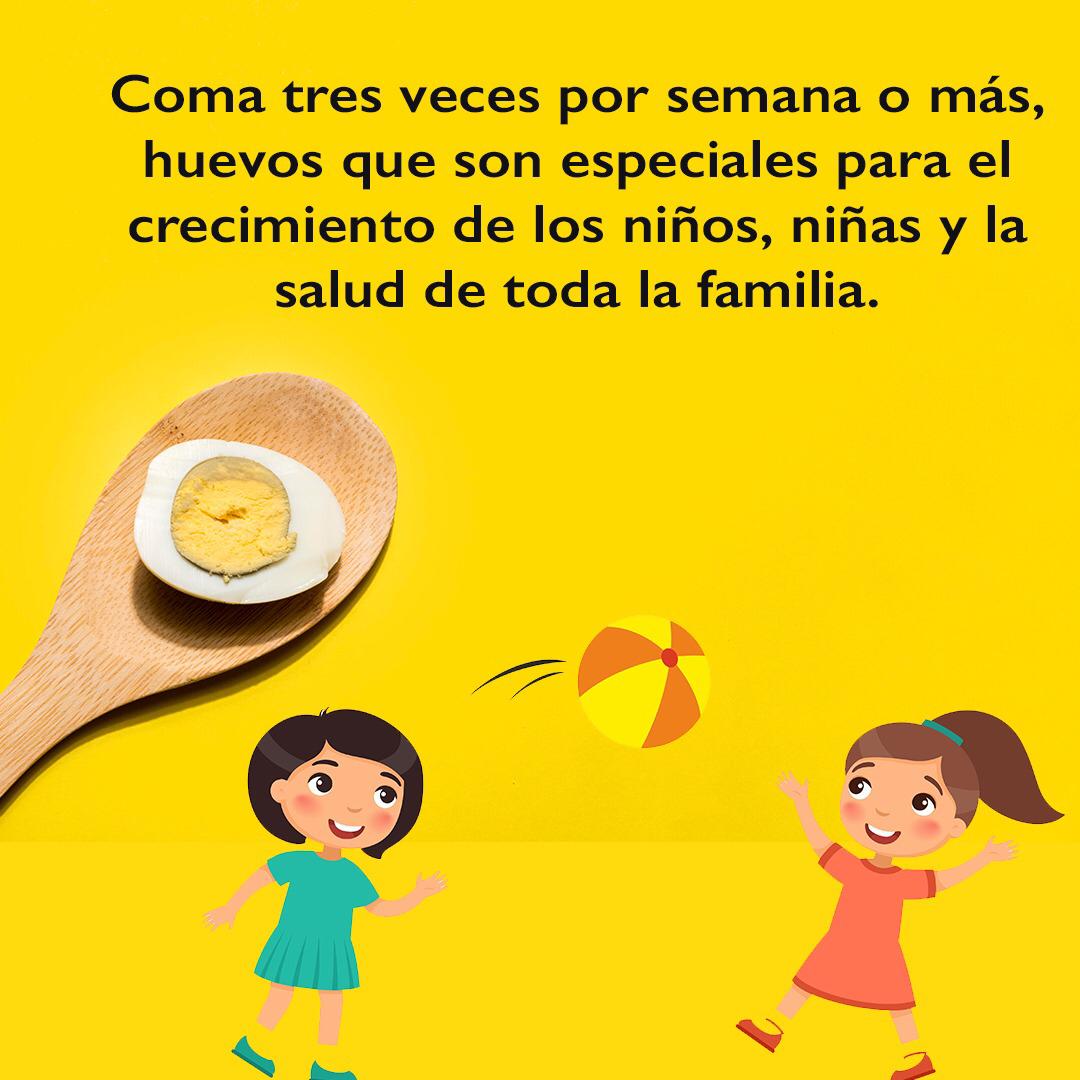 Coma tres veces por semana o más,
huevos que son especiales para el
crecimiento de los niños, niñas y la
salud de toda la familia.